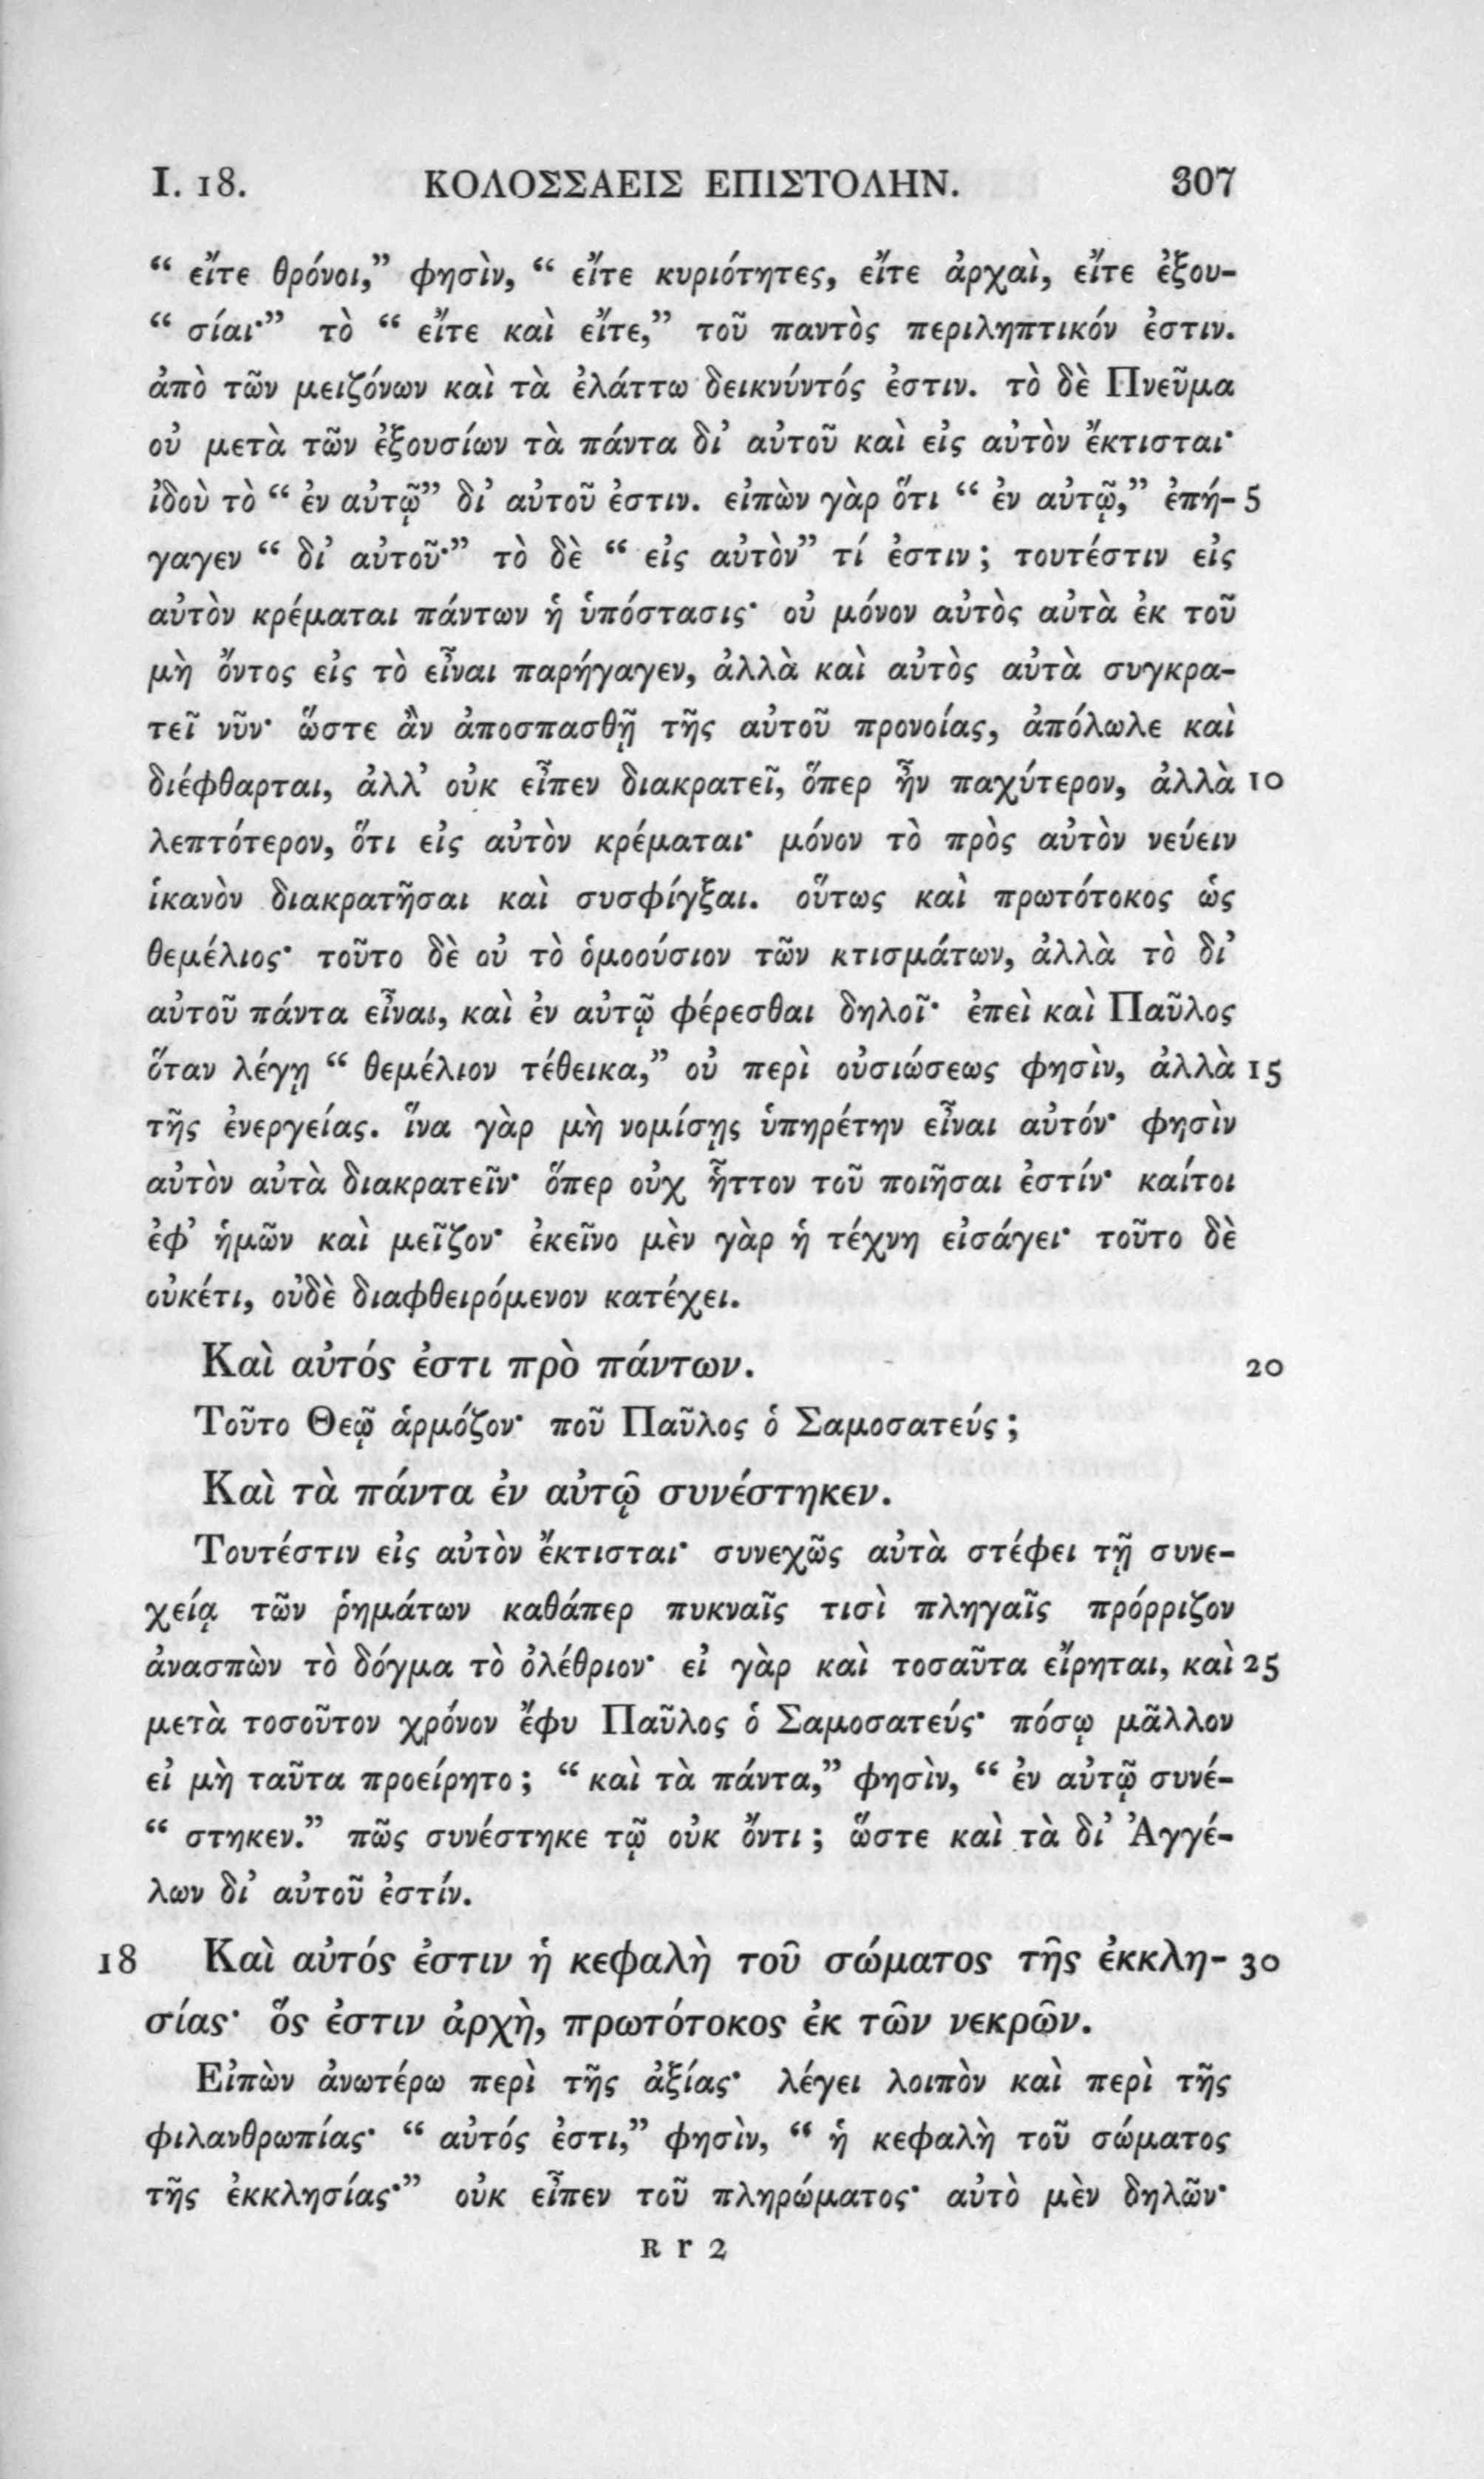 I. 18. ΚΟΛΟΣΣΑΕΙΣ ΕΠΙΣΤΟΛΗΝ. 307
“ εἴτε θρόνοι,” φησὶν, “ εἴτε κυριότητες, εἴτε ἀρχαὶ, εἴτε ἐξου-
“ σίαι·” τὸ “ εἴτε καὶ εἴτε,” τοῦ παντὸς περιληπτικόν ἐστιν.
ἀπὸ τῶν μειζόνων καὶ τὰ ἐλάττω δεικνύντός ἐστιν. τὸ δὲ Πνεῦμα
οὐ μετὰ τῶν ἐξουσίων τὰ πάντα δι’ αὐτοῦ καὶ εἰς αὐτὸν ἔκτισται·
ἰδοὺ τὸ “ ἐν αὐτῷ” δι’ αὐτοῦ ἐστιν. εἰπὼν γὰρ ὅτι “ ἐν αὐτῷ,” ἐπή- 5
γαγεν “ δι’ αὐτοῦ·” τὸ δὲ “ εἰς αὐτὸν” τί ἐστιν ; τουτέστιν εἰς
αὐτὸν κρέμαται πάντων ἡ ὑπόστασις· οὐ μόνον αὐτὸς αὐτὰ ἐκ τοῦ
μὴ ὄντος εἰς τὸ εἶναι παρήγαγεν, ἀλλὰ καὶ αὐτὸς αὐτὰ συγκρα-
τεῖ νῦν· ὥστε ἂν ἀποσπασθῇ τῆς αὐτοῦ προνοίας, ἀπόλωλε καὶ
διέφθαρται, ἀλλ’ οὐκ εἶπεν διακρατεῖ, ὅπερ ἦν παχύτερον, ἀλλὰ 10
λεπτότερον, ὅτι εἰς αὐτὸν κρέμαται· μόνον τὸ πρὸς αὐτὸν νεύειν
ἱκανὸν διακρατῆσαι καὶ συσφίγξαι. οὕτως καὶ πρωτότοκος ὡς
θεμέλιος· τοῦτο δὲ οὐ τὸ ὁμοούσιον τῶν κτισμάτων, ἀλλὰ τὸ δι’
αὐτοῦ πάντα εἶναι, καὶ ἐν αὐτῷ φέρεσθαι δηλοῖ· ἐπεὶ καὶ Παῦλος
ὅταν λέγῃ “ θεμέλιον τέθεικα,” οὐ περὶ οὐσιώσεως φησὶν, ἀλλὰ 15
τῆς ἐνεργείας. ἵνα γὰρ μὴ νομίσῃς ὑπηρέτην εἶναι αὐτόν· φησὶν
αὐτὸν αὐτὰ διακρατεῖν· ὅπερ οὐχ ἧττον τοῦ ποιῆσαι ἐστίν· καίτοι
ἐφ’ ἡμῶν καὶ μεῖζον· ἐκεῖνο μὲν γὰρ ἡ τέχνη εἰσάγει· τοῦτο δὲ
οὐκέτι, οὐδὲ διαφθειρόμενον κατέχει.
Καὶ αὐτός ἐστι πρὸ πάντων. 20
Τοῦτο Θεῷ ἁρμόζον· ποῦ Παῦλος ὁ Σαμοσατεύς ;
Καὶ τὰ πάντα ἐν αὐτῷ συνέστηκεν.
Τουτέστιν εἰς αὐτὸν ἔκτισται· συνεχῶς αὐτὰ στέφει τῇ συνε-
χείᾳ τῶν ῥημάτων καθάπερ πυκναῖς τισὶ πληγαῖς πρόρριζον
ἀνασπὼν τὸ δόγμα τὸ ὀλέθριον· εἰ γὰρ καὶ τοσαῦτα εἴρηται, καὶ 25
μετὰ τοσοῦτον χρόνον ἔφυ Παῦλος ὁ Σαμοσατεύς· πόσῳ μᾶλλον
εἰ μὴ ταῦτα προείρητο ; “ καὶ τὰ πάντα,” φησὶν, “ ἐν αὐτῷ συνέ-
“ στηκεν.” πῶς συνέστηκε τῷ οὐκ ὄντι ; ὥστε καὶ τὰ δι’ Ἀγγέ-
λων δι’ αὐτοῦ ἐστίν.
18 Καὶ αὐτός ἐστιν ἡ κεφαλὴ τοῦ σώματος τῆς ἐκκλη- 30
σίας· ὅς ἐστιν ἀρχὴ, πρωτότοκος ἐκ τῶν νεκρῶν.
Εἰπὼν ἀνωτέρω περὶ τῆς ἀξίας· λέγει λοιπὸν καὶ περὶ τῆς
φιλανθρωπίας· “ αὐτός ἐστι,” φησὶν, “ ἡ κεφαλὴ τοῦ σώματος
τῆς ἐκκλησίας·” οὐκ εἶπεν τοῦ πληρώματος· αὐτὸ μὲν δηλῶν·
R r 2